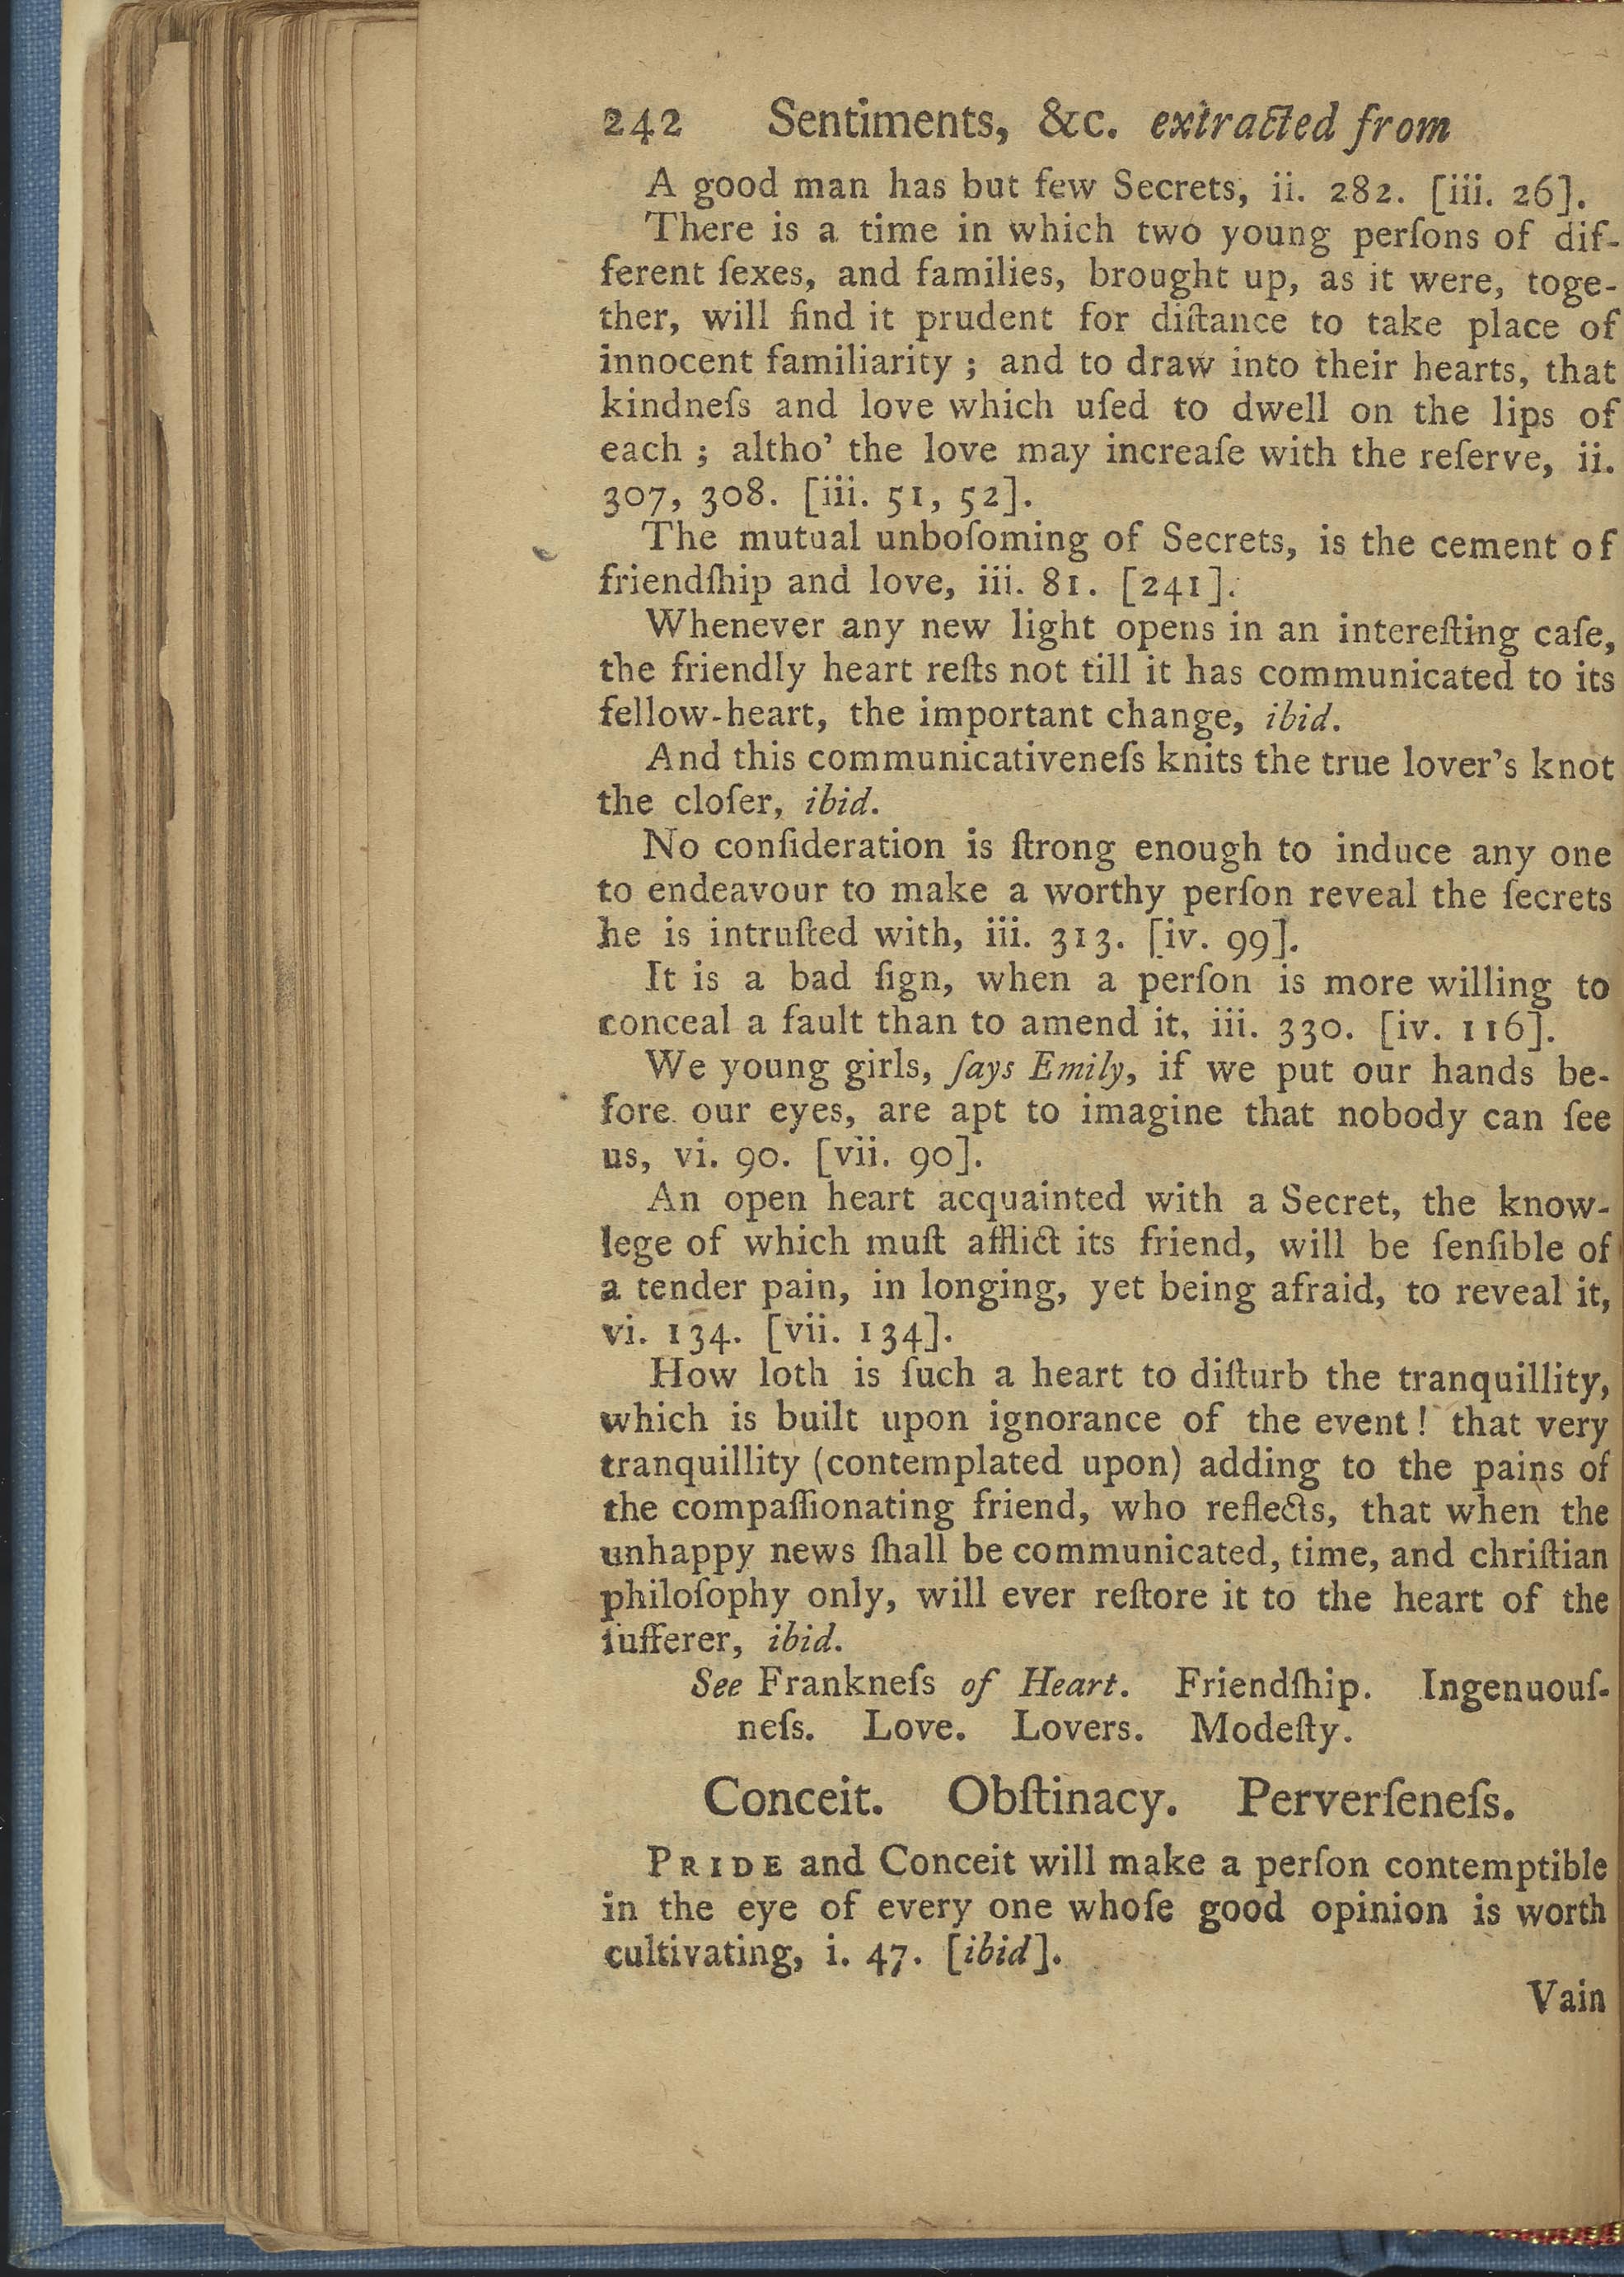 242 Sentiments, &c. extracted from
A good man has but few Secrets, ii. 282. [iii. 26].
There is a time in which two young perſons of dif-
ferent ſexes, and families, brought up, as it were, toge-
ther, will find it prudent for diſtance to take place of
innocent familiarity ; and to draw into their hearts, that
kindneſs and love which uſed to dwell on the lips of
each ; altho' the love may increaſe with the reſerve, ii.
307, 308. [iii. 51, 52].
The mutual unboſoming of Secrets, is the cement of
friendſhip and love, iii. 81. [241].
Whenever any new light opens in an intereſting caſe,
the friendly heart reſts not till it has communicated to its
fellow-heart, the important change, ibid.
And this communicativeneſs knits the true lover's knot
the cloſer, ibid.
No conſideration is ſtrong enough to induce any one
to endeavour to make a worthy perſon reveal the ſecrets
he is intruſted with, iii. 313. [iv. 99].
It is a bad ſign, when a perſon is more willing to
conceal a fault than to amend it, iii. 330. [iv. 116].
We young girls, ſays Emily, if we put our hands be-
fore our eyes, are apt to imagine that nobody can ſee
us, vi. 90. [vii. 90].
An open heart acquainted with a Secret, the know-
lege of which muſt afflict its friend, will be ſenſible of
a tender pain, in longing, yet being afraid, to reveal it,
vi. 134. [vii. 134].
How loth is ſuch a heart to diſturb the tranquillity,
which is built upon ignorance of the event ! that very
tranquillity (contemplated upon) adding to the pains of
the compaſſionating friend, who reflects, that when the
unhappy news ſhall be communicated, time, and chriſtian
philoſophy only, will ever reſtore it to the heart of the
ſufferer, ibid.
See Frankneſs of Heart. Friendſhip. Ingenuouſ-
neſs. Love. Lovers. Modeſty.
Conceit. Obſtinacy. Perverſeneſs.
PRIDE and Conceit will make a perſon contemptible
in the eye of every one whoſe good opinion is worth
cultivating, i. 47. [ibid].
Vain